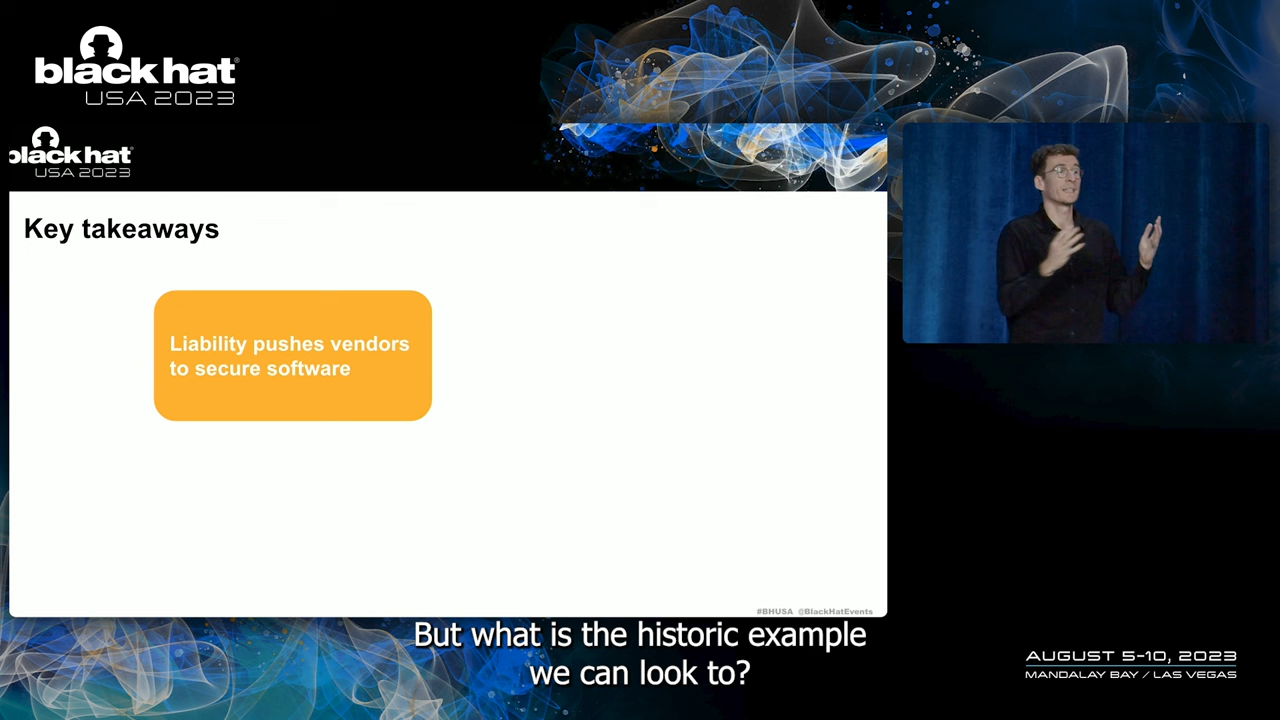 black hat®
USA 2023
black hat®
USA 2023
Key takeaways
Liability pushes vendors
to secure software
#BHUSA @BlackHatEvents
But what is the historic example
we can look to?
AUGUST 5-10, 2023
MANDALAY BAY / LAS VEGAS